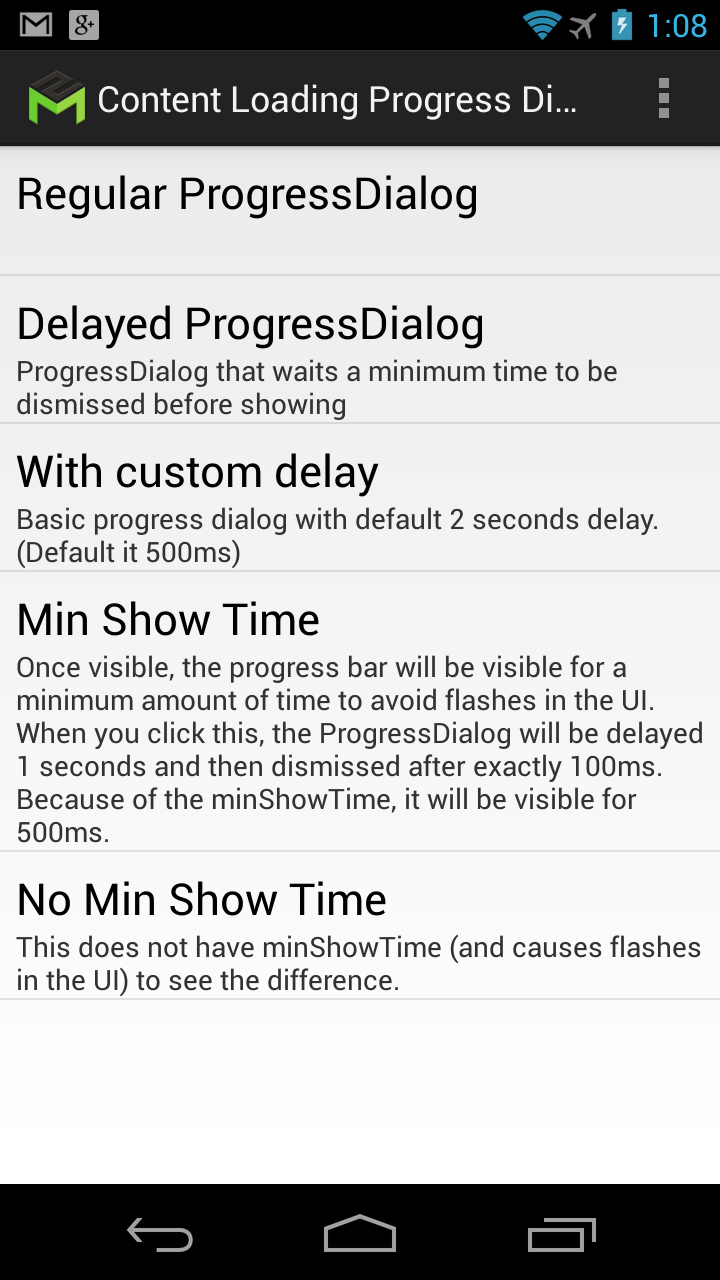 1:08
Content Loading Progress Di...
Regular ProgressDialog
Delayed ProgressDialog
ProgressDialog that waits a minimum time to be
dismissed before showing
With custom delay
Basic progress dialog with default 2 seconds delay.
(Default it 500ms)
Min Show Time
Once visible, the progress bar will be visible for a
minimum amount of time to avoid flashes in the UI.
When you click this, the ProgressDialog will be delayed
1 seconds and then dismissed after exactly 100ms.
Because of the minShowTime, it will be visible for
500ms.
No Min Show Time
This does not have minShowTime (and causes flashes
in the UI) to see the difference.